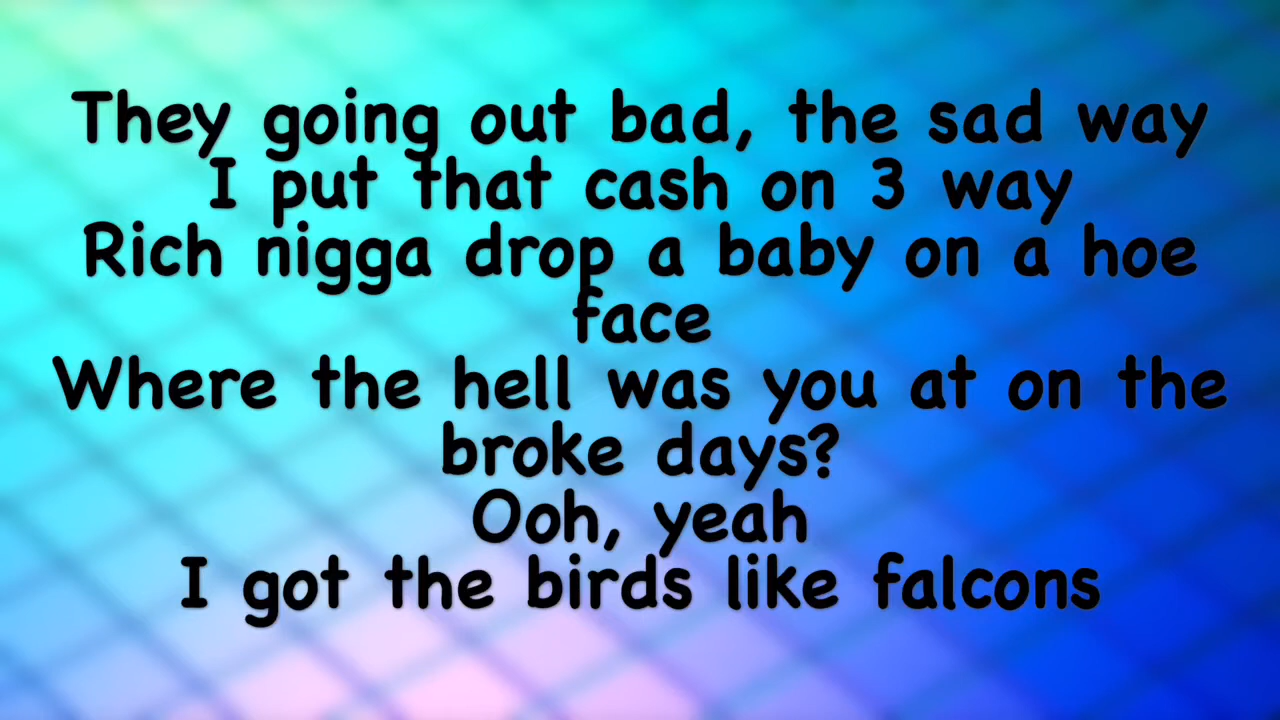 They going out bad, the sad way
I put that cash on 3 way
Rich nigga drop a baby on a hoe
face
Where the hell was you at on the
broke days?
Ooh, yeah
I got the birds like falcons